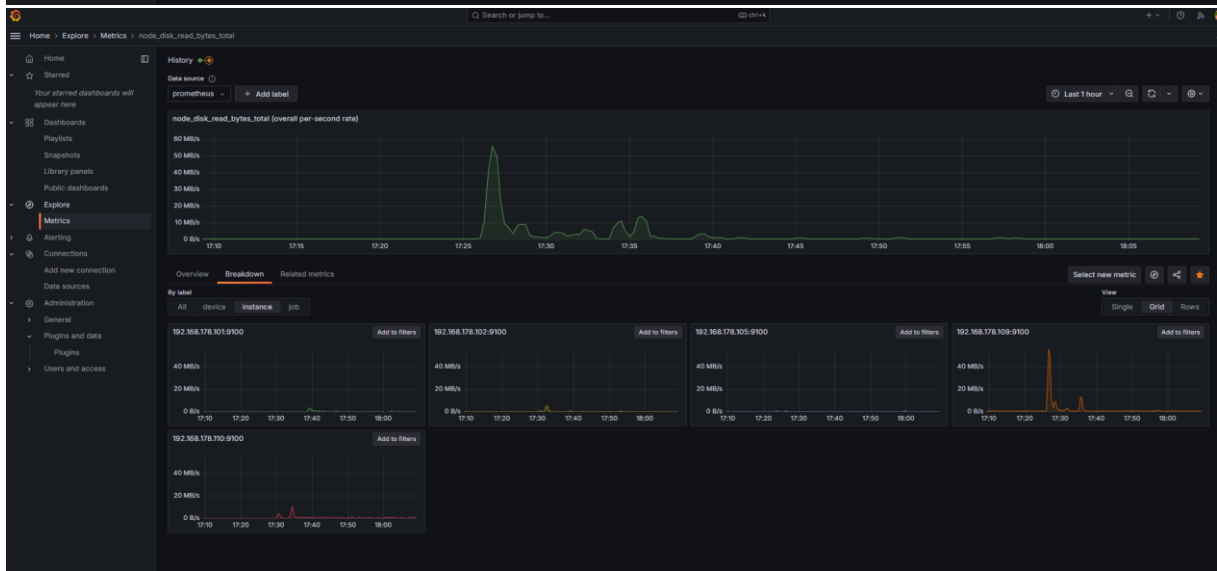 Search or jump to...
ctrl+k
Home > Explore > Metrics > node_disk_read_bytes_total
Home
Starred
Your starred dashboards will
appear here
Dashboards
Playlists
Snapshots
Library panels
Public dashboards
Explore
Metrics
Alerting
Connections
Add new connection
Data sources
Administration
General
Plugins and data
Plugins
Users and access
History
Data source
prometheus
+ Add label
Last 1 hour
node_disk_read_bytes_total (overall per-second rate)
60 MB/s
50 MB/s
40 MB/s
30 MB/s
20 MB/s
10 MB/s
0 B/s
17:10 17:15 17:20 17:25 17:30 17:35 17:40 17:45 17:50 17:55 18:00 18:05
Overview Breakdown Related metrics
Select new metric
By label
All device instance job
View
Single Grid Rows
192.168.178.101:9100 Add to filters
40 MB/s
20 MB/s
0 B/s
17:10 17:20 17:30 17:40 17:50 18:00
192.168.178.102:9100 Add to filters
40 MB/s
20 MB/s
0 B/s
17:10 17:20 17:30 17:40 17:50 18:00
192.168.178.105:9100 Add to filters
40 MB/s
20 MB/s
0 B/s
17:10 17:20 17:30 17:40 17:50 18:00
192.168.178.109:9100 Add to filters
40 MB/s
20 MB/s
0 B/s
17:10 17:20 17:30 17:40 17:50 18:00
192.168.178.110:9100 Add to filters
40 MB/s
20 MB/s
0 B/s
17:10 17:20 17:30 17:40 17:50 18:00